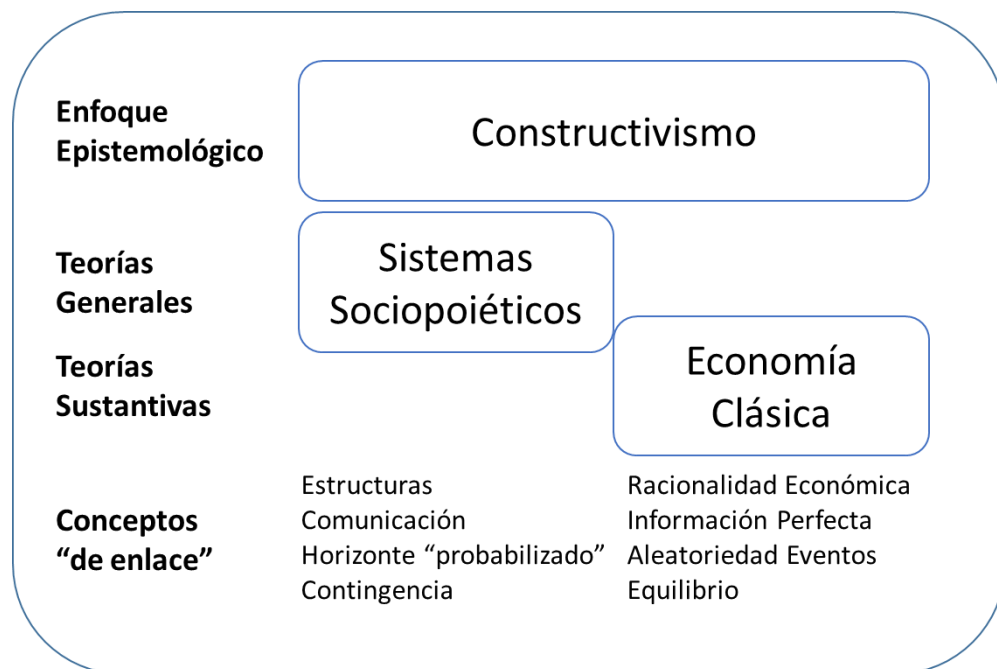 Enfoque
Epistemológico
Constructivismo
Teorías
Generales
Sistemas
Sociopoiéticos
Teorías
Sustantivas
Economía
Clásica
Conceptos
“de enlace”
Estructuras
Comunicación
Horizonte “probabilizado”
Contingencia
Racionalidad Económica
Información Perfecta
Aleatoriedad Eventos
Equilibrio